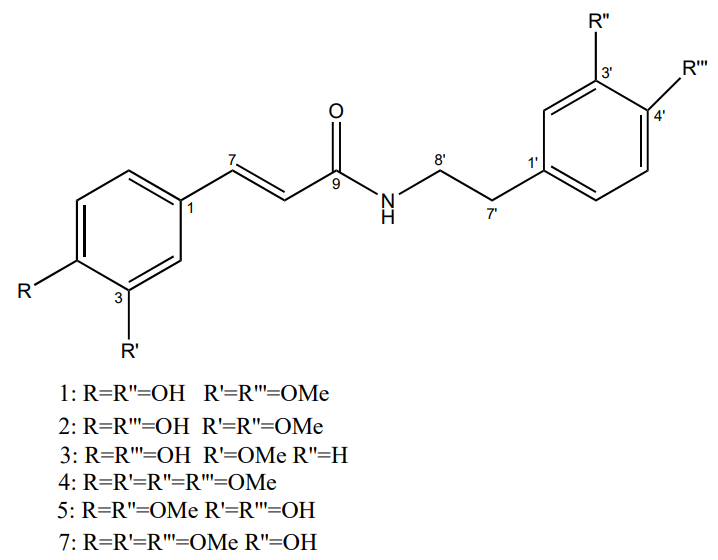 R"
3'
R'''
4'
O
7
8'
1'
9
1
N
H
7'
R
3
R'
1: R=R"=OH R'=R'''=OMe
2: R=R'''=OH R'=R"=OMe
3: R=R'''=OH R'=OMe R"=H
4: R=R'=R"=R'''=OMe
5: R=R"=OMe R'=R'''=OH
7: R=R'=R'''=OMe R"=OH